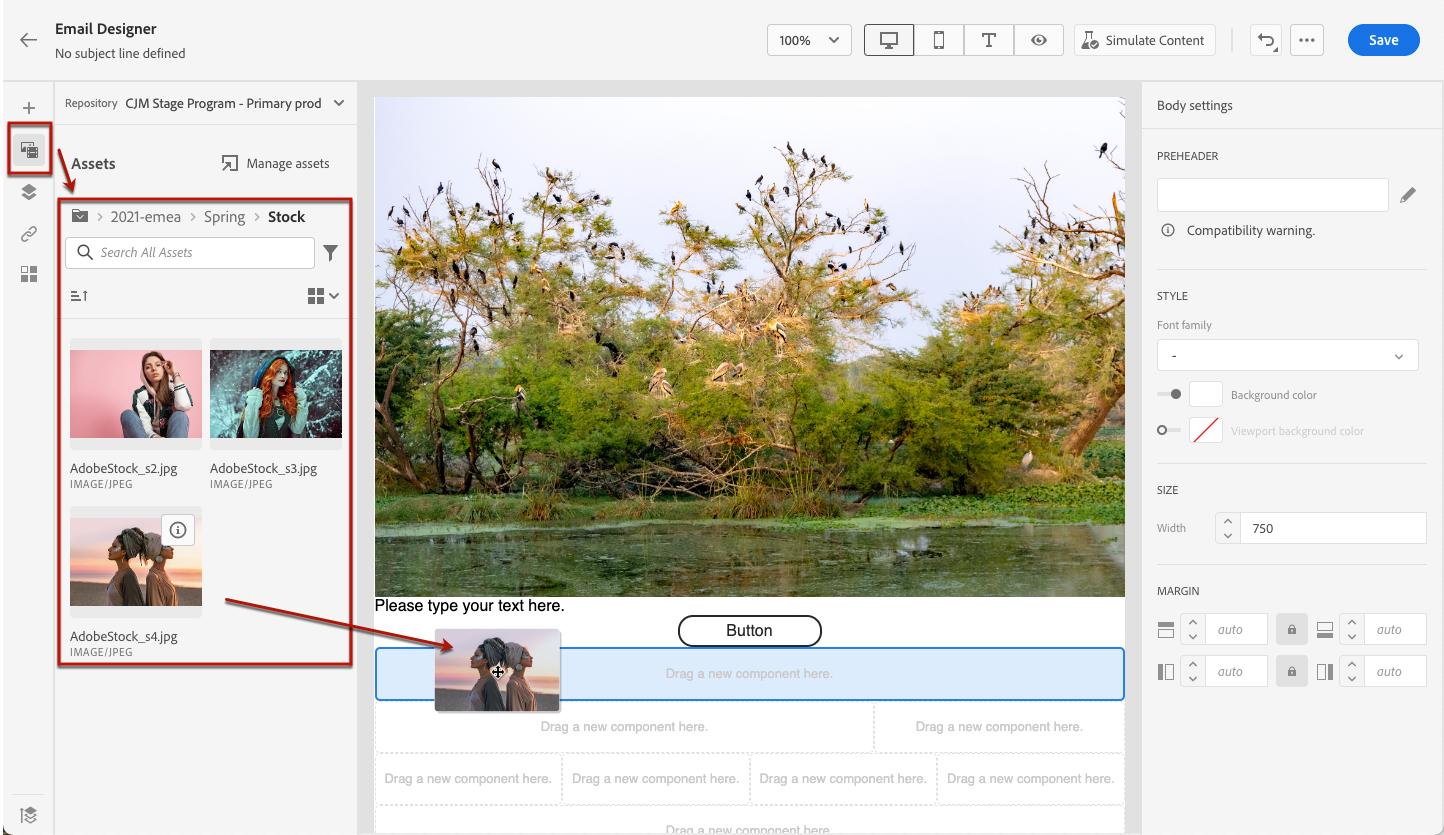 Email Designer
No subject line defined
100%
Simulate Content
Save
Repository CJM Stage Program - Primary prod
Assets
Manage assets
2021-emea > Spring > Stock
Search All Assets
AdobeStock_s2.jpg
IMAGE/JPEG
AdobeStock_s3.jpg
IMAGE/JPEG
AdobeStock_s4.jpg
IMAGE/JPEG
Please type your text here.
Button
Drag a new component here.
Drag a new component here.
Drag a new component here.
Drag a new component here.
Drag a new component here.
Drag a new component here.
Drag a new component here.
Drag a new component here.
Body settings
PREHEADER
Compatibility warning.
STYLE
Font family
-
Background color
Viewport background color
SIZE
Width 750
MARGIN
auto
auto
auto
auto